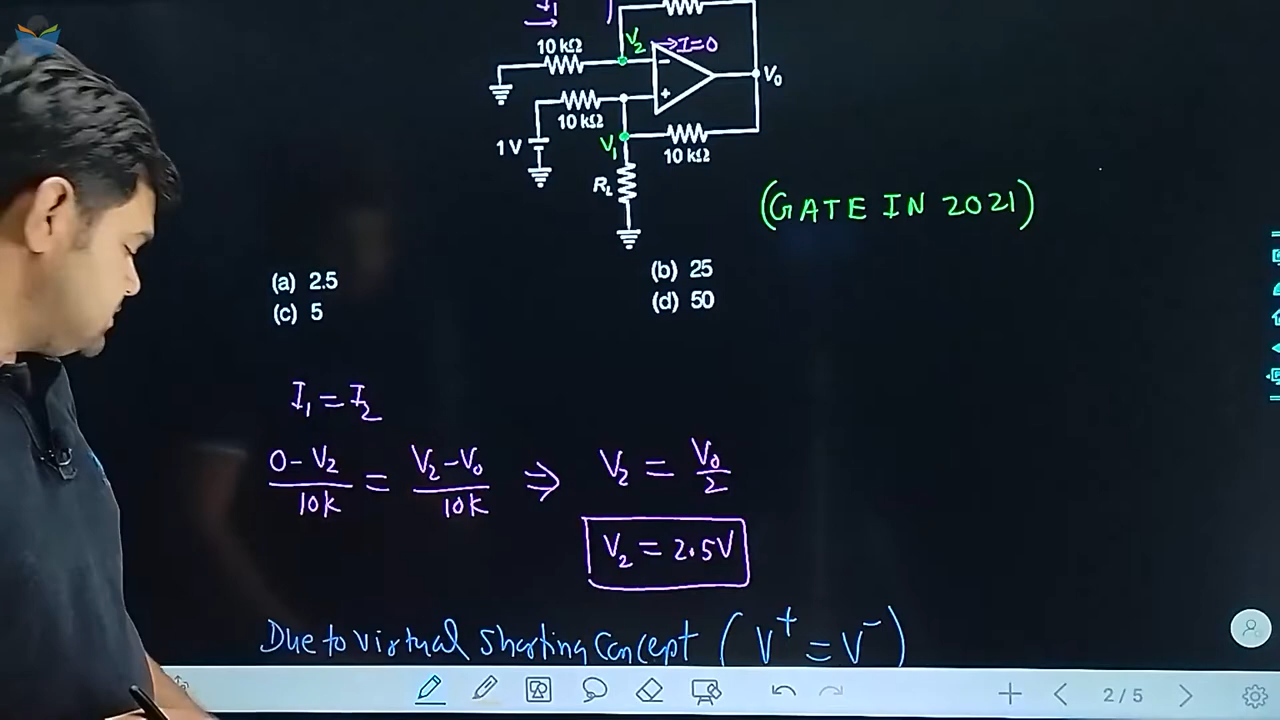 I₁
10 kΩ
V₂
→I=0
V₀
10 kΩ
1 V
V₁
10 kΩ
R_L
(GATE IN 2021)
(a) 2.5
(b) 25
(c) 5
(d) 50
I₁ = I₂
(0 - V₂)/10k = (V₂ - V₀)/10k ⇒ V₂ = V₀/2
V₂ = 2.5V
Due to virtual Shorting Concept ( V⁺ = V⁻ )
2 / 5